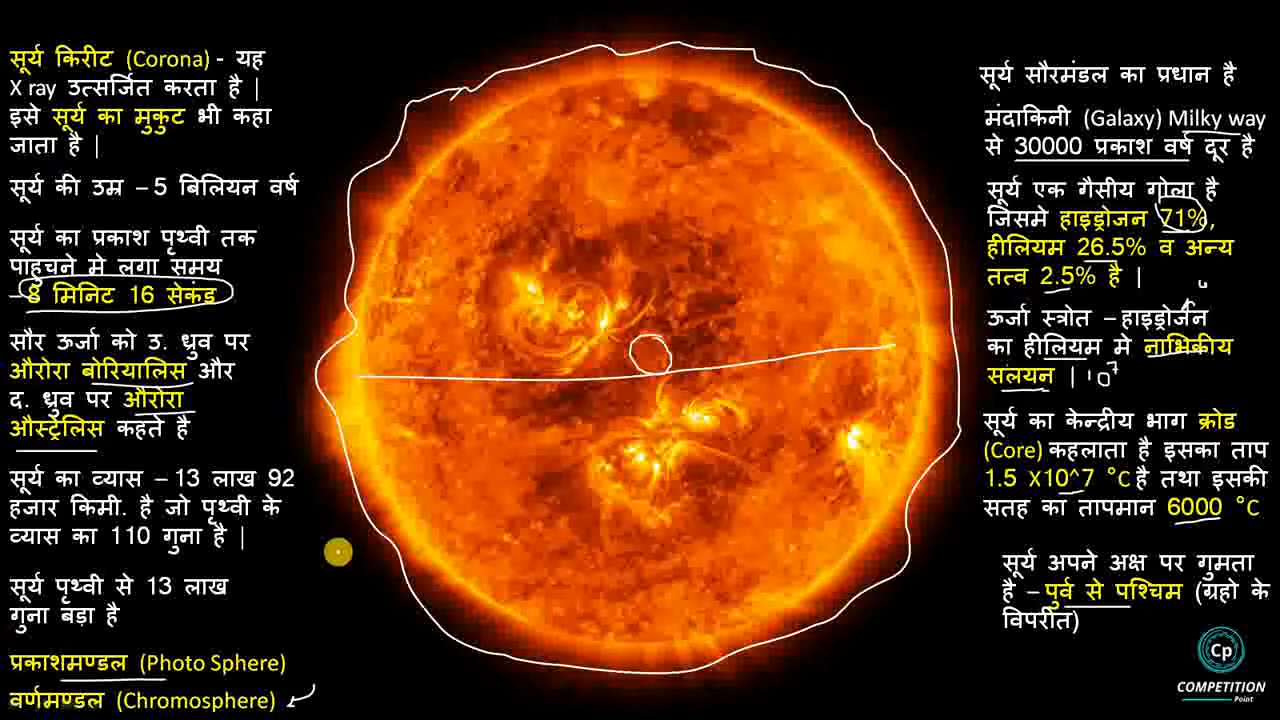 सूर्य किरीट (Corona) - यह
X ray उत्सर्जित करता है |
इसे सूर्य का मुकुट भी कहा
जाता है |
सूर्य की उम्र – 5 बिलियन वर्ष
सूर्य का प्रकाश पृथ्वी तक
पाहुचने मे लगा समय
– 8 मिनिट 16 सेकंड
सौर ऊर्जा को उ. ध्रुव पर
औरोरा बोरियालिस और
द. ध्रुव पर औरोरा
औस्ट्रेलिस कहते है
सूर्य का व्यास – 13 लाख 92
हजार किमी. है जो पृथ्वी के
व्यास का 110 गुना है |
सूर्य पृथ्वी से 13 लाख
गुना बड़ा है
प्रकाशमण्डल (Photo Sphere)
वर्णमण्डल (Chromosphere)
सूर्य सौरमंडल का प्रधान है
मंदाकिनी (Galaxy) Milky way
से 30000 प्रकाश वर्ष दूर है
सूर्य एक गैसीय गोला है
जिसमे हाइड्रोजन 71%,
हीलियम 26.5% व अन्य
तत्व 2.5% है |
ऊर्जा स्त्रोत – हाइड्रोजन
का हीलियम मे नाभिकीय
संलयन | 10⁷
सूर्य का केन्द्रीय भाग क्रोड
(Core) कहलाता है इसका ताप
1.5 X10^7 °C है तथा इसकी
सतह का तापमान 6000 °C
सूर्य अपने अक्ष पर गुमता
है – पुर्व से पश्चिम (ग्रहो के
विपरीत)
Cp
COMPETITION
Point